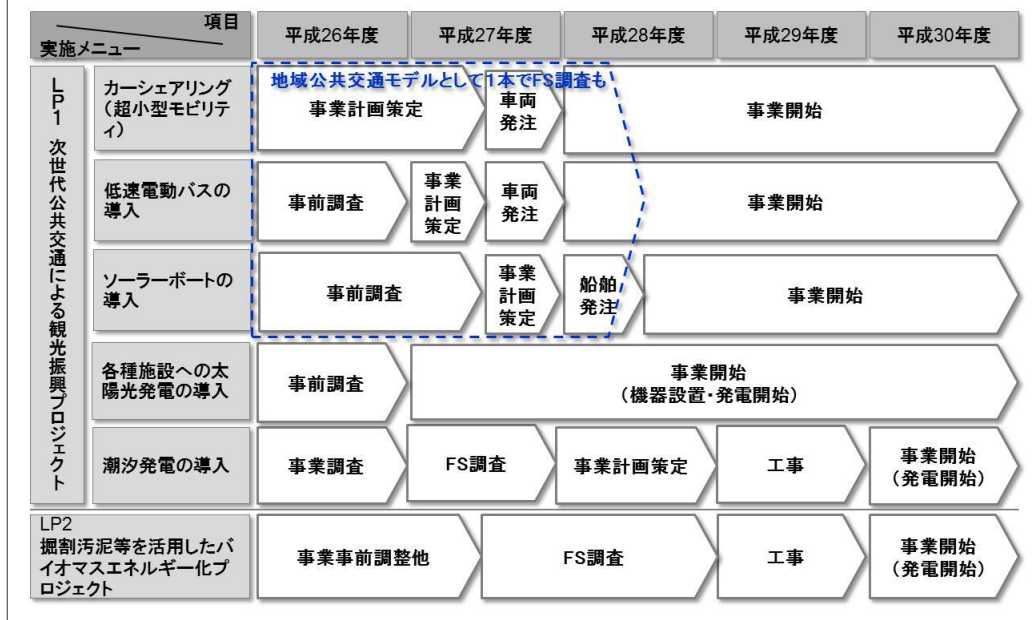 項目
実施メニュー
平成26年度
平成27年度
平成28年度
平成29年度
平成30年度
LP1 次世代公共交通による観光振興プロジェクト
地域公共交通モデルとして1本でFS調査も
カーシェアリング
(超小型モビリテ
ィ)
事業計画策定
車両
発注
事業開始
低速電動バスの
導入
事前調査
事業
計画
策定
車両
発注
事業開始
ソーラーボートの
導入
事前調査
事業
計画
策定
船舶
発注
事業開始
各種施設への太
陽光発電の導入
事前調査
事業開始
(機器設置・発電開始)
潮汐発電の導入
事業調査
FS調査
事業計画策定
工事
事業開始
(発電開始)
LP2
掘割汚泥等を活用したバ
イオマスエネルギー化プ
ロジェクト
事業事前調整他
FS調査
工事
事業開始
(発電開始)